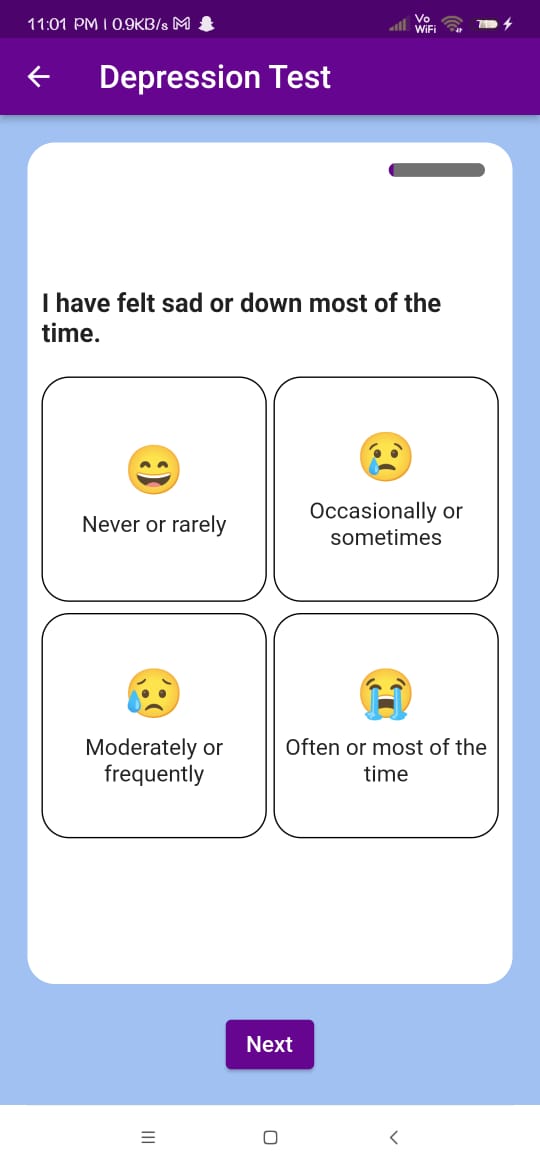 11:01 PM | 0.9KB/s
Vo
WiFi
Depression Test
I have felt sad or down most of the
time.
Never or rarely
Occasionally or
sometimes
Moderately or
frequently
Often or most of the
time
Next